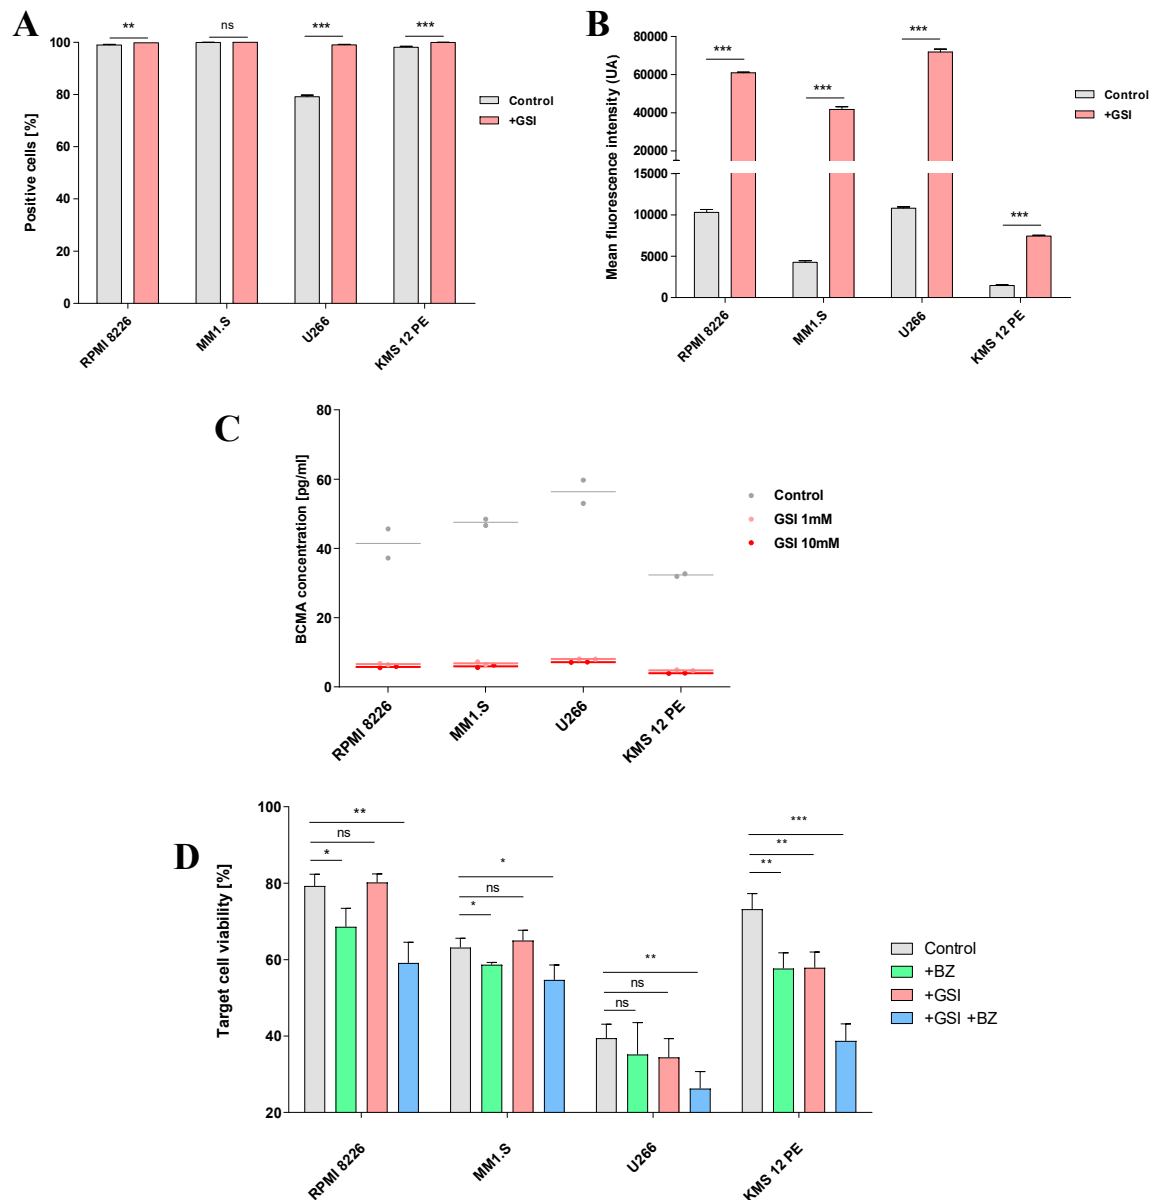 A
** ns *** ***
100
80
60
40
20
0
Positive cells [%]
RPMI 8226
MM1.S
U266
KMS 12 PE
Control
+GSI
B
*** *** *** ***
80000
60000
40000
20000
15000
10000
5000
0
Mean fluorescence intensity (UA)
RPMI 8226
MM1.S
U266
KMS 12 PE
Control
+GSI
C
80
60
40
20
0
BCMA concentration [pg/ml]
RPMI 8226
MM1.S
U266
KMS 12 PE
Control
GSI 1mM
GSI 10mM
D
100
80
60
40
20
Target cell viability [%]
**
ns
*
*
ns
*
**
ns
ns
***
**
**
RPMI 8226
MM1.S
U266
KMS 12 PE
Control
+BZ
+GSI
+GSI +BZ